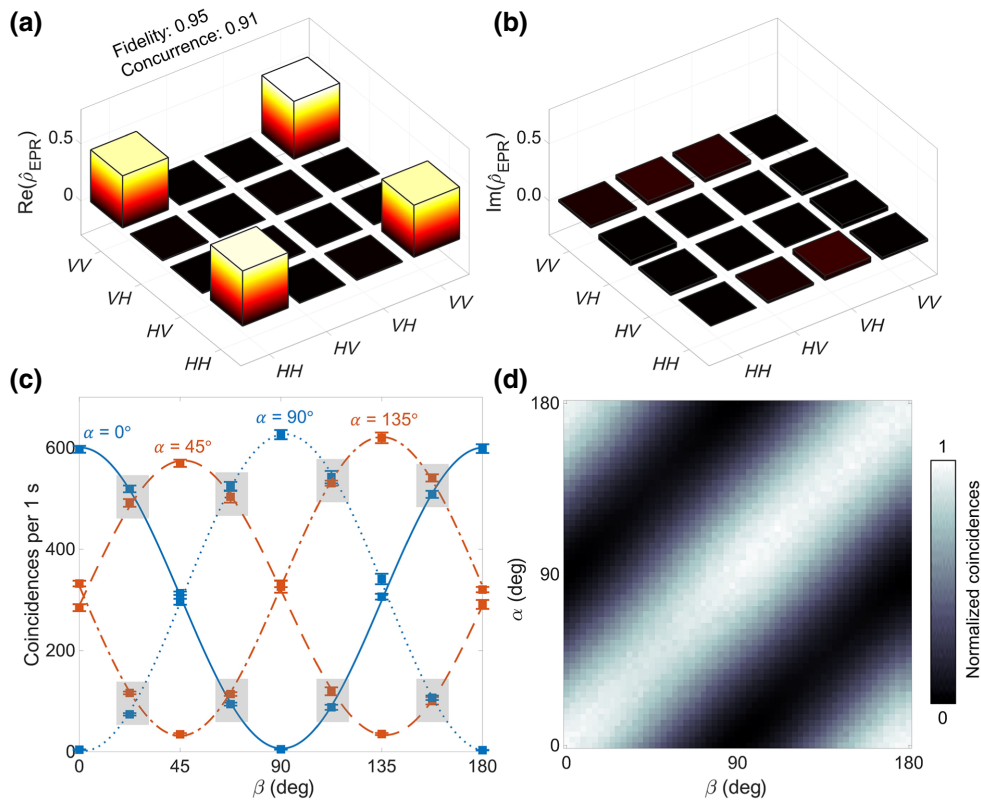 (a)
Fidelity: 0.95
Concurrence: 0.91
Re(ρ̂EPR)
0.5
0
VV
VH
HV
HH
HH
HV
VH
VV
(b)
Im(ρ̂EPR)
0.5
0.0
VV
VH
HV
HH
HH
HV
VH
VV
(c)
α = 0°
α = 45°
α = 90°
α = 135°
Coincidences per 1 s
600
400
200
0
0 45 90 135 180
β (deg)
(d)
α (deg)
180
90
0
0 90 180
β (deg)
1
0
Normalized coincidences